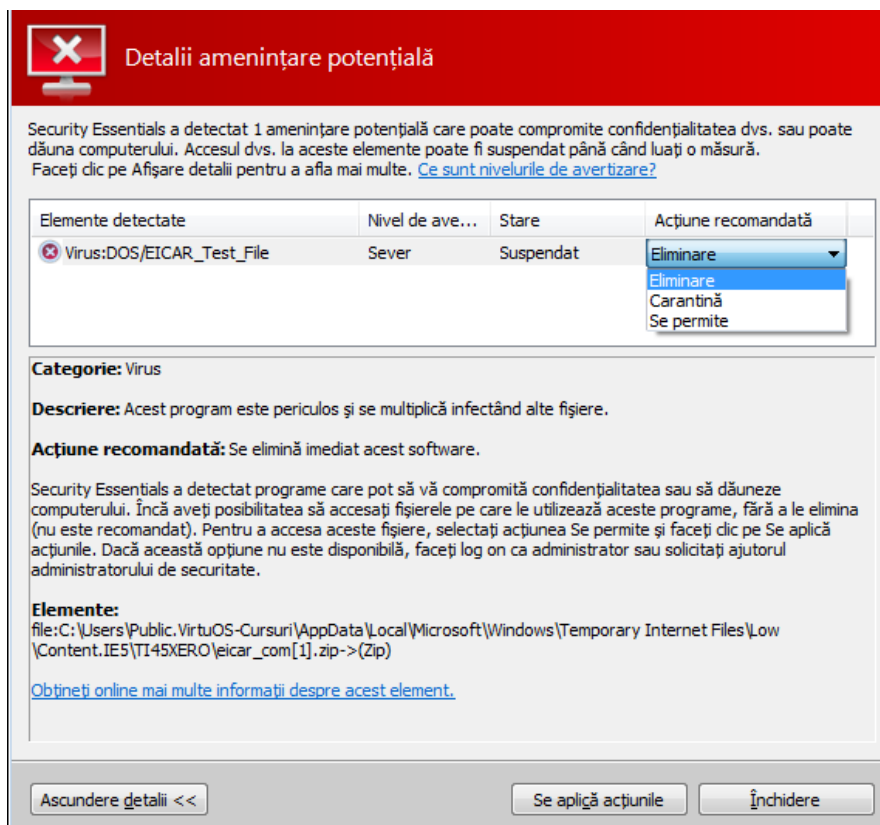 Detalii amenințare potențială
Security Essentials a detectat 1 amenințare potențială care poate compromite confidențialitatea dvs. sau poate
dăuna computerului. Accesul dvs. la aceste elemente poate fi suspendat până când luați o măsură.
Faceți clic pe Afișare detalii pentru a afla mai multe. Ce sunt nivelurile de avertizare?
Elemente detectate Nivel de ave... Stare Acțiune recomandată
Virus:DOS/EICAR_Test_File Sever Suspendat Eliminare
Eliminare
Carantină
Se permite
Categorie: Virus
Descriere: Acest program este periculos și se multiplică infectând alte fișiere.
Acțiune recomandată: Se elimină imediat acest software.
Security Essentials a detectat programe care pot să vă compromită confidențialitatea sau să dăuneze
computerului. Încă aveți posibilitatea să accesați fișierele pe care le utilizează aceste programe, fără a le elimina
(nu este recomandat). Pentru a accesa aceste fișiere, selectați acțiunea Se permite și faceți clic pe Se aplică
acțiunile. Dacă această opțiune nu este disponibilă, faceți log on ca administrator sau solicitați ajutorul
administratorului de securitate.
Elemente:
file:C:\Users\Public.VirtuOS-Cursuri\AppData\Local\Microsoft\Windows\Temporary Internet Files\Low
\Content.IE5\TI45XERO\eicar_com[1].zip->(Zip)
Obțineți online mai multe informații despre acest element.
Ascundere detalii << Se aplică acțiunile Închidere